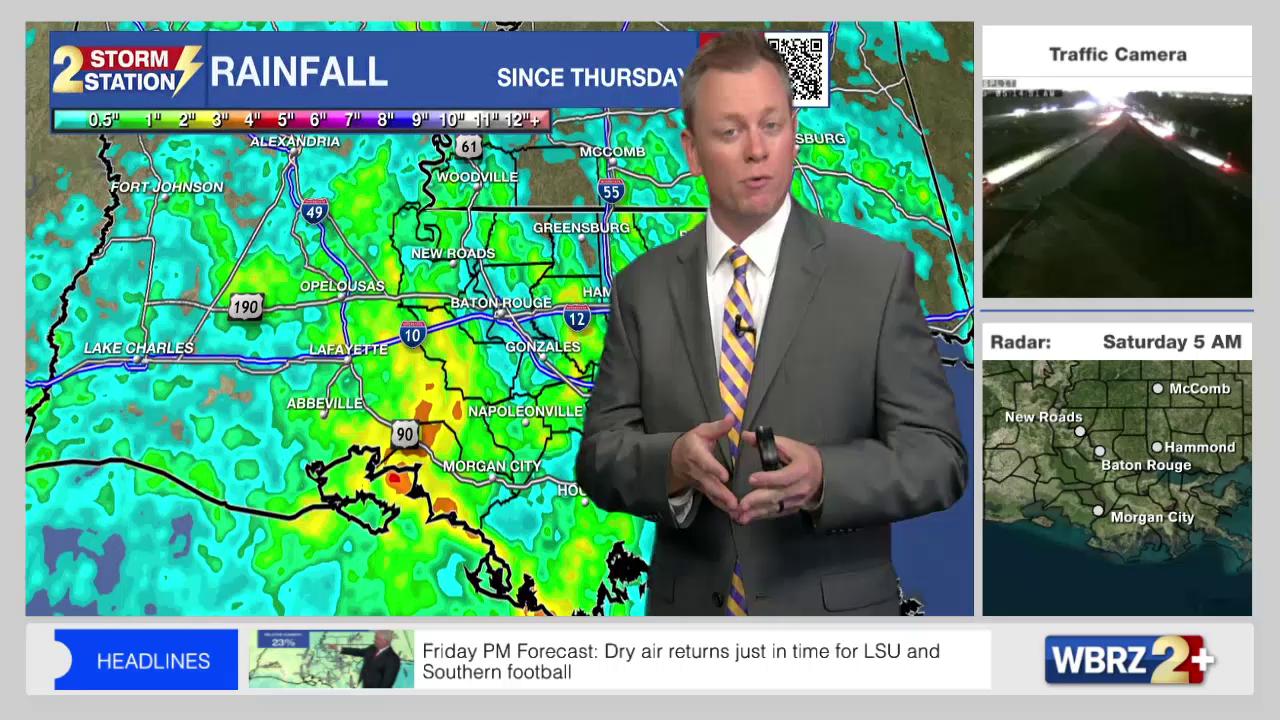 2 STORM
STATION
RAINFALL
SINCE THURSDAY
0.5" 1" 2" 3" 4" 5" 6" 7" 8" 9" 10" 11" 12"+
ALEXANDRIA
61
MCCOMB
SBURG
FORT JOHNSON
WOODVILLE
55
49
GREENSBURG
NEW ROADS
OPELOUSAS
190
BATON ROUGE
HAM
12
10
LAKE CHARLES
LAFAYETTE
GONZALES
ABBEVILLE
NAPOLEONVILLE
90
MORGAN CITY
HOU
Traffic Camera
Radar: Saturday 5 AM
McComb
New Roads
Hammond
Baton Rouge
Morgan City
HEADLINES
23%
Friday PM Forecast: Dry air returns just in time for LSU and
Southern football
WBRZ 2+